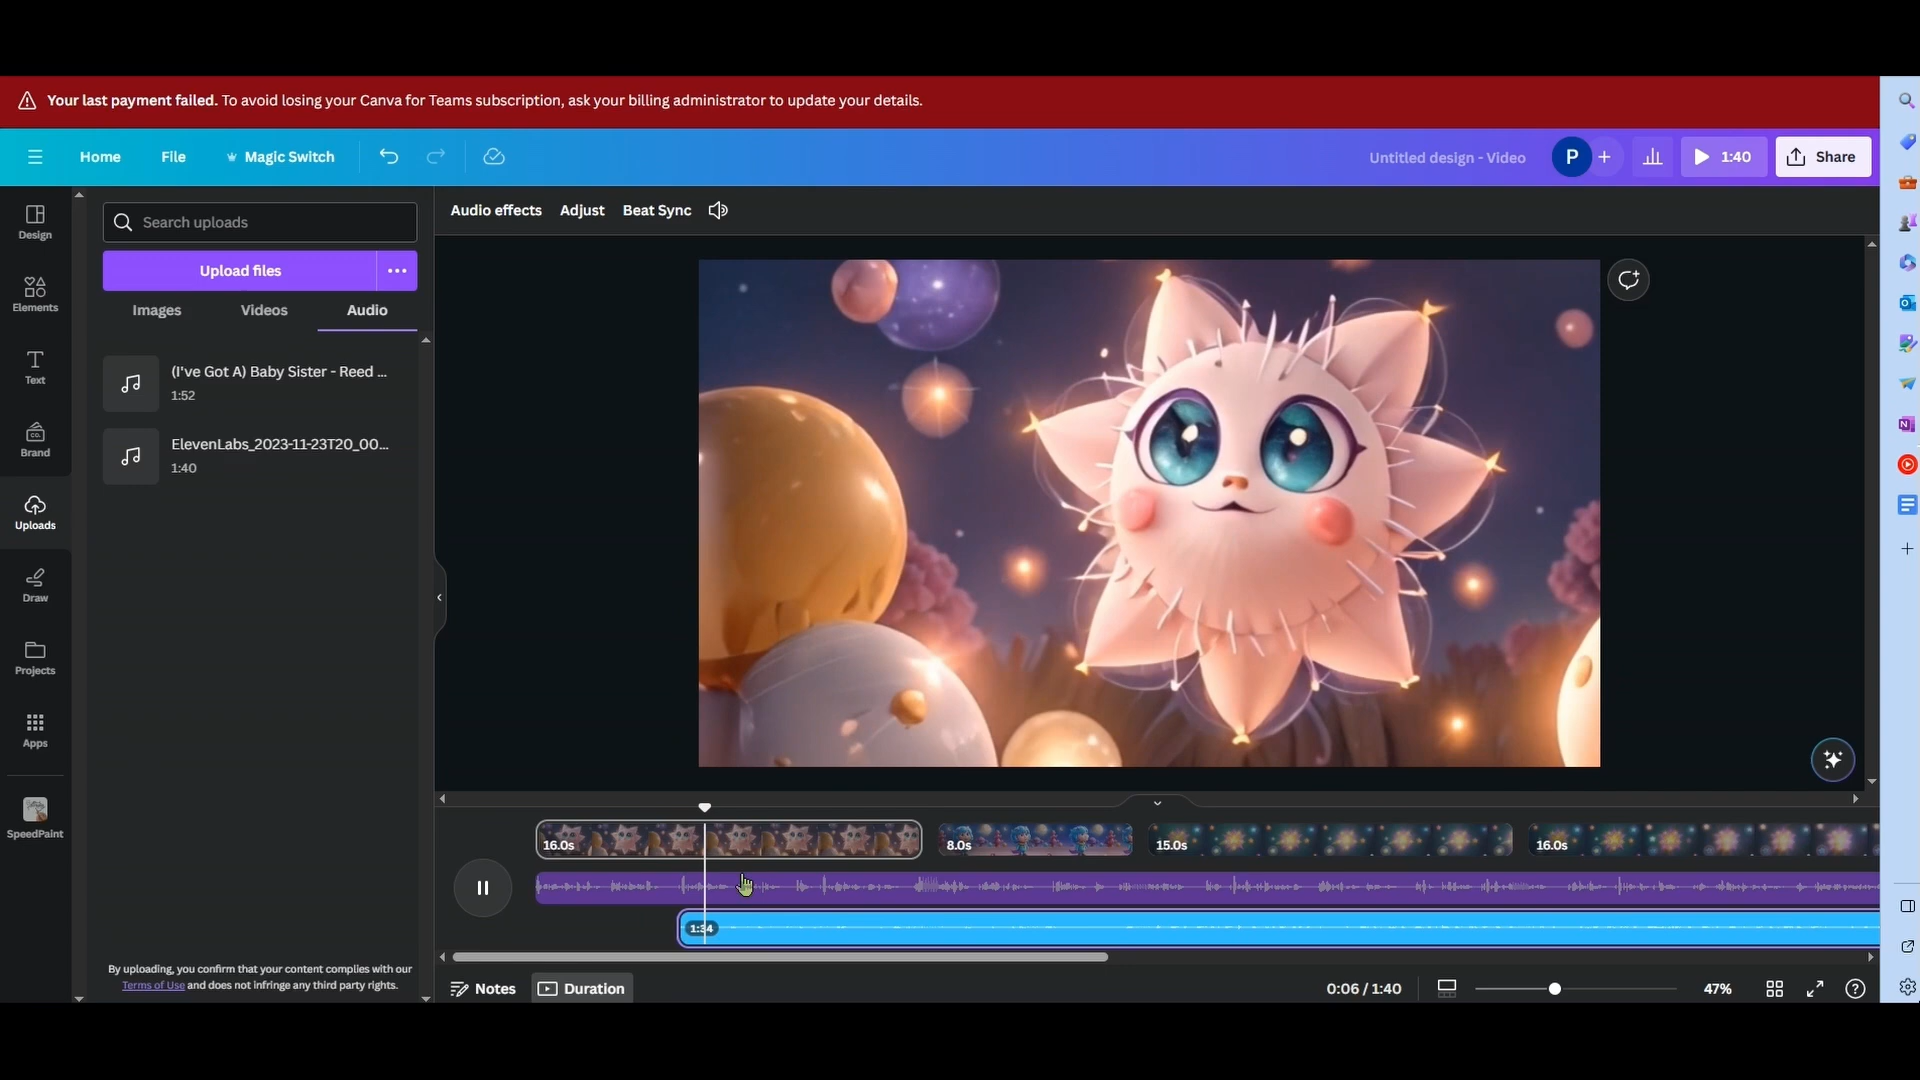 Your last payment failed. To avoid losing your Canva for Teams subscription, ask your billing administrator to update your details.
Home File Magic Switch Untitled design - Video P 1:40 Share
Design
Elements
Text
Brand
CO.
Uploads
Draw
Projects
Apps
SpeedPaint
Search uploads
Upload files
Images Videos Audio
(I've Got A) Baby Sister - Reed ...
1:52
ElevenLabs_2023-11-23T20_00...
1:40
By uploading, you confirm that your content complies with our
Terms of Use and does not infringe any third party rights.
Audio effects Adjust Beat Sync
16.0s 8.0s 15.0s 16.0s
1:34
Notes Duration 0:06 / 1:40 47%